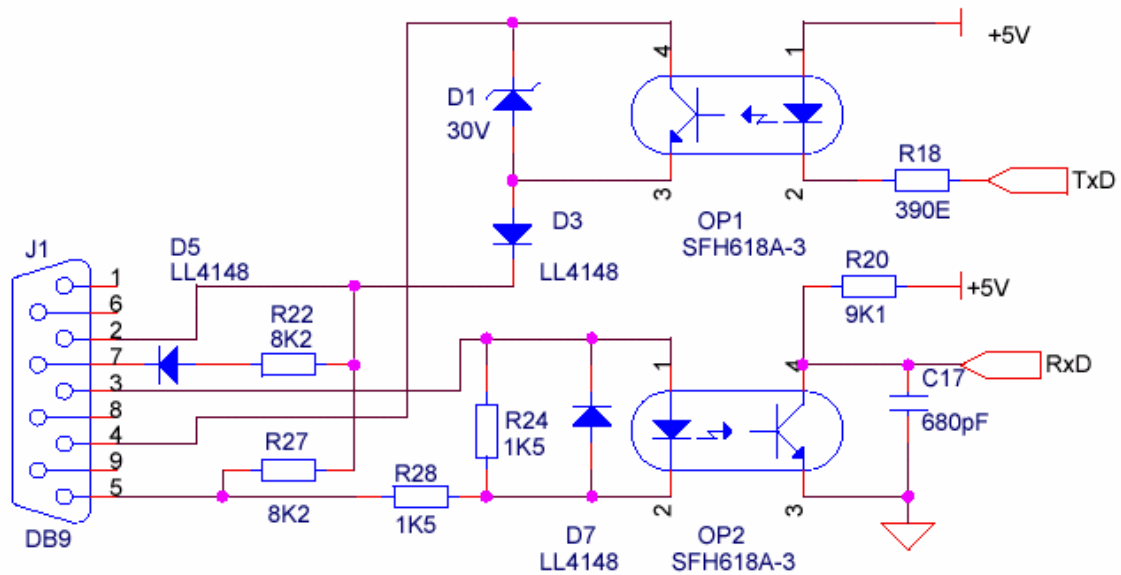 4
1
+5V
D1
30V
R18
TxD
390E
3
2
OP1
SFH618A-3
D3
LL4148
J1
D5
LL4148
1
6
2
7
3
8
4
9
5
DB9
R22
8K2
R20
+5V
9K1
1
4
RxD
C17
680pF
R24
1K5
R27
8K2
R28
1K5
2
3
D7
LL4148
OP2
SFH618A-3